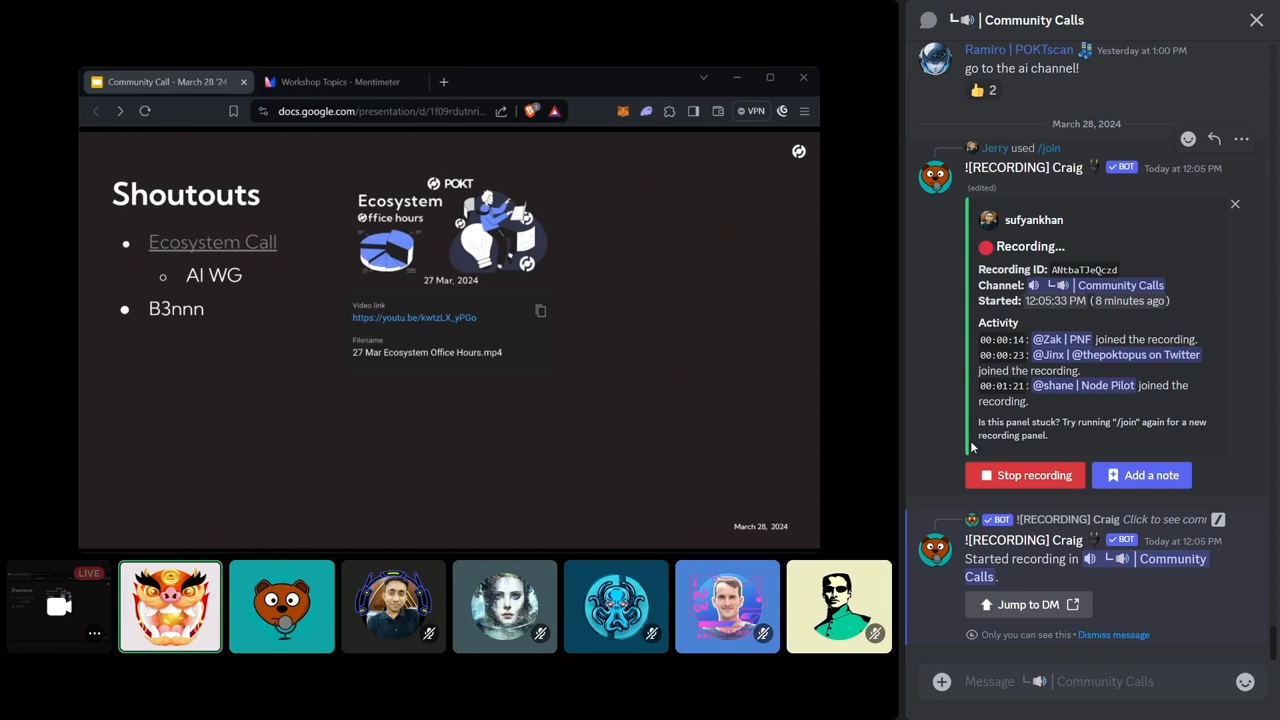 Community Call - March 28 '24
Workshop Topics - Mentimeter
docs.google.com/presentation/d/1f09rdutnri...
VPN
Shoutouts
Ecosystem Call
AI WG
B3nnn
POKT
Ecosystem
Office hours
27 Mar, 2024
Video link
https://youtu.be/kwtzLX_yPGo
Filename
27 Mar Ecosystem Office Hours.mp4
March 28, 2024
LIVE
Community Calls
Ramiro | POKTscan Yesterday at 1:00 PM
go to the ai channel!
2
March 28, 2024
Jerry used /join
![RECORDING] Craig BOT Today at 12:05 PM
(edited)
sufyankhan
Recording...
Recording ID: ANtbaTJeQczd
Channel: Community Calls
Started: 12:05:33 PM (8 minutes ago)
Activity
00:00:14: @Zak | PNF joined the recording.
00:00:23: @Jinx | @thepoktopus on Twitter
joined the recording.
00:01:21: @shane | Node Pilot joined the
recording.
Is this panel stuck? Try running "/join" again for a new
recording panel.
Stop recording
Add a note
BOT ![RECORDING] Craig Click to see comi
![RECORDING] Craig BOT Today at 12:05 PM
Started recording in Community
Calls.
Jump to DM
Only you can see this • Dismiss message
Message Community Calls